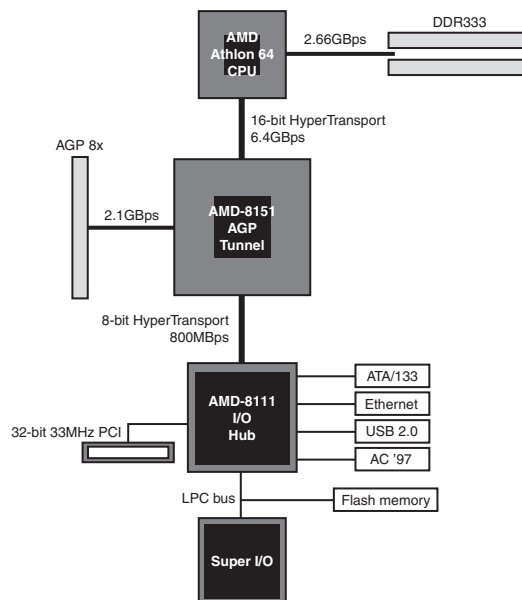 AMD
Athlon 64
CPU
2.66GBps
DDR333
16-bit HyperTransport
6.4GBps
AGP 8x
2.1GBps
AMD-8151
AGP
Tunnel
8-bit HyperTransport
800MBps
AMD-8111
I/O
Hub
ATA/133
Ethernet
USB 2.0
AC '97
32-bit 33MHz PCI
LPC bus
Flash memory
Super I/O